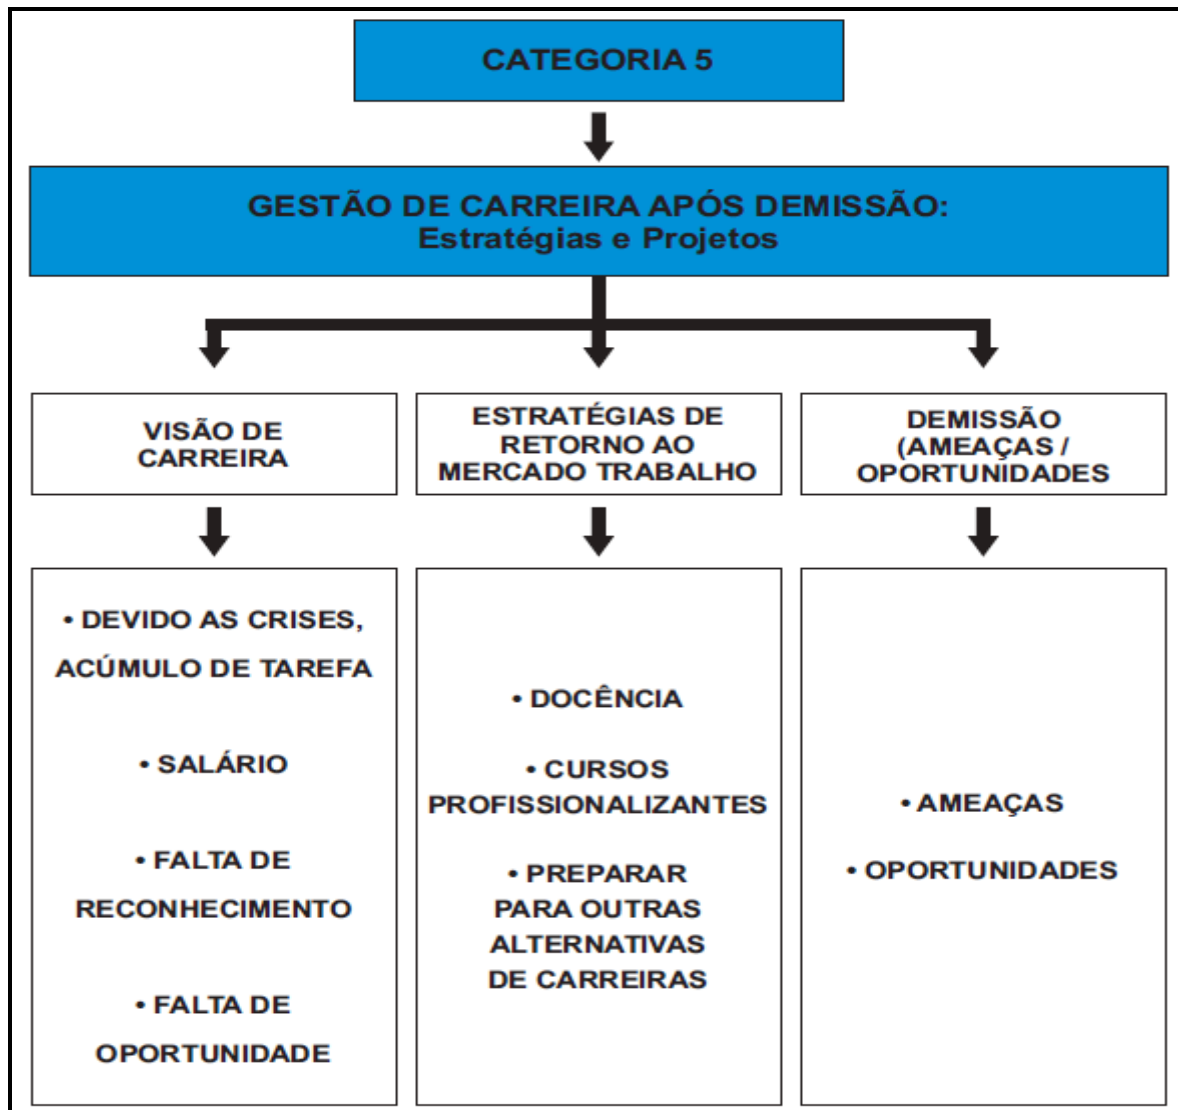 CATEGORIA 5
GESTÃO DE CARREIRA APÓS DEMISSÃO:
Estratégias e Projetos
VISÃO DE
CARREIRA
ESTRATÉGIAS DE
RETORNO AO
MERCADO TRABALHO
DEMISSÃO
(AMEAÇAS /
OPORTUNIDADES
• DEVIDO AS CRISES,
ACÚMULO DE TAREFA
• SALÁRIO
• FALTA DE
RECONHECIMENTO
• FALTA DE
OPORTUNIDADE
• DOCÊNCIA
• CURSOS
PROFISSIONALIZANTES
• PREPARAR
PARA OUTRAS
ALTERNATIVAS
DE CARREIRAS
• AMEAÇAS
• OPORTUNIDADES